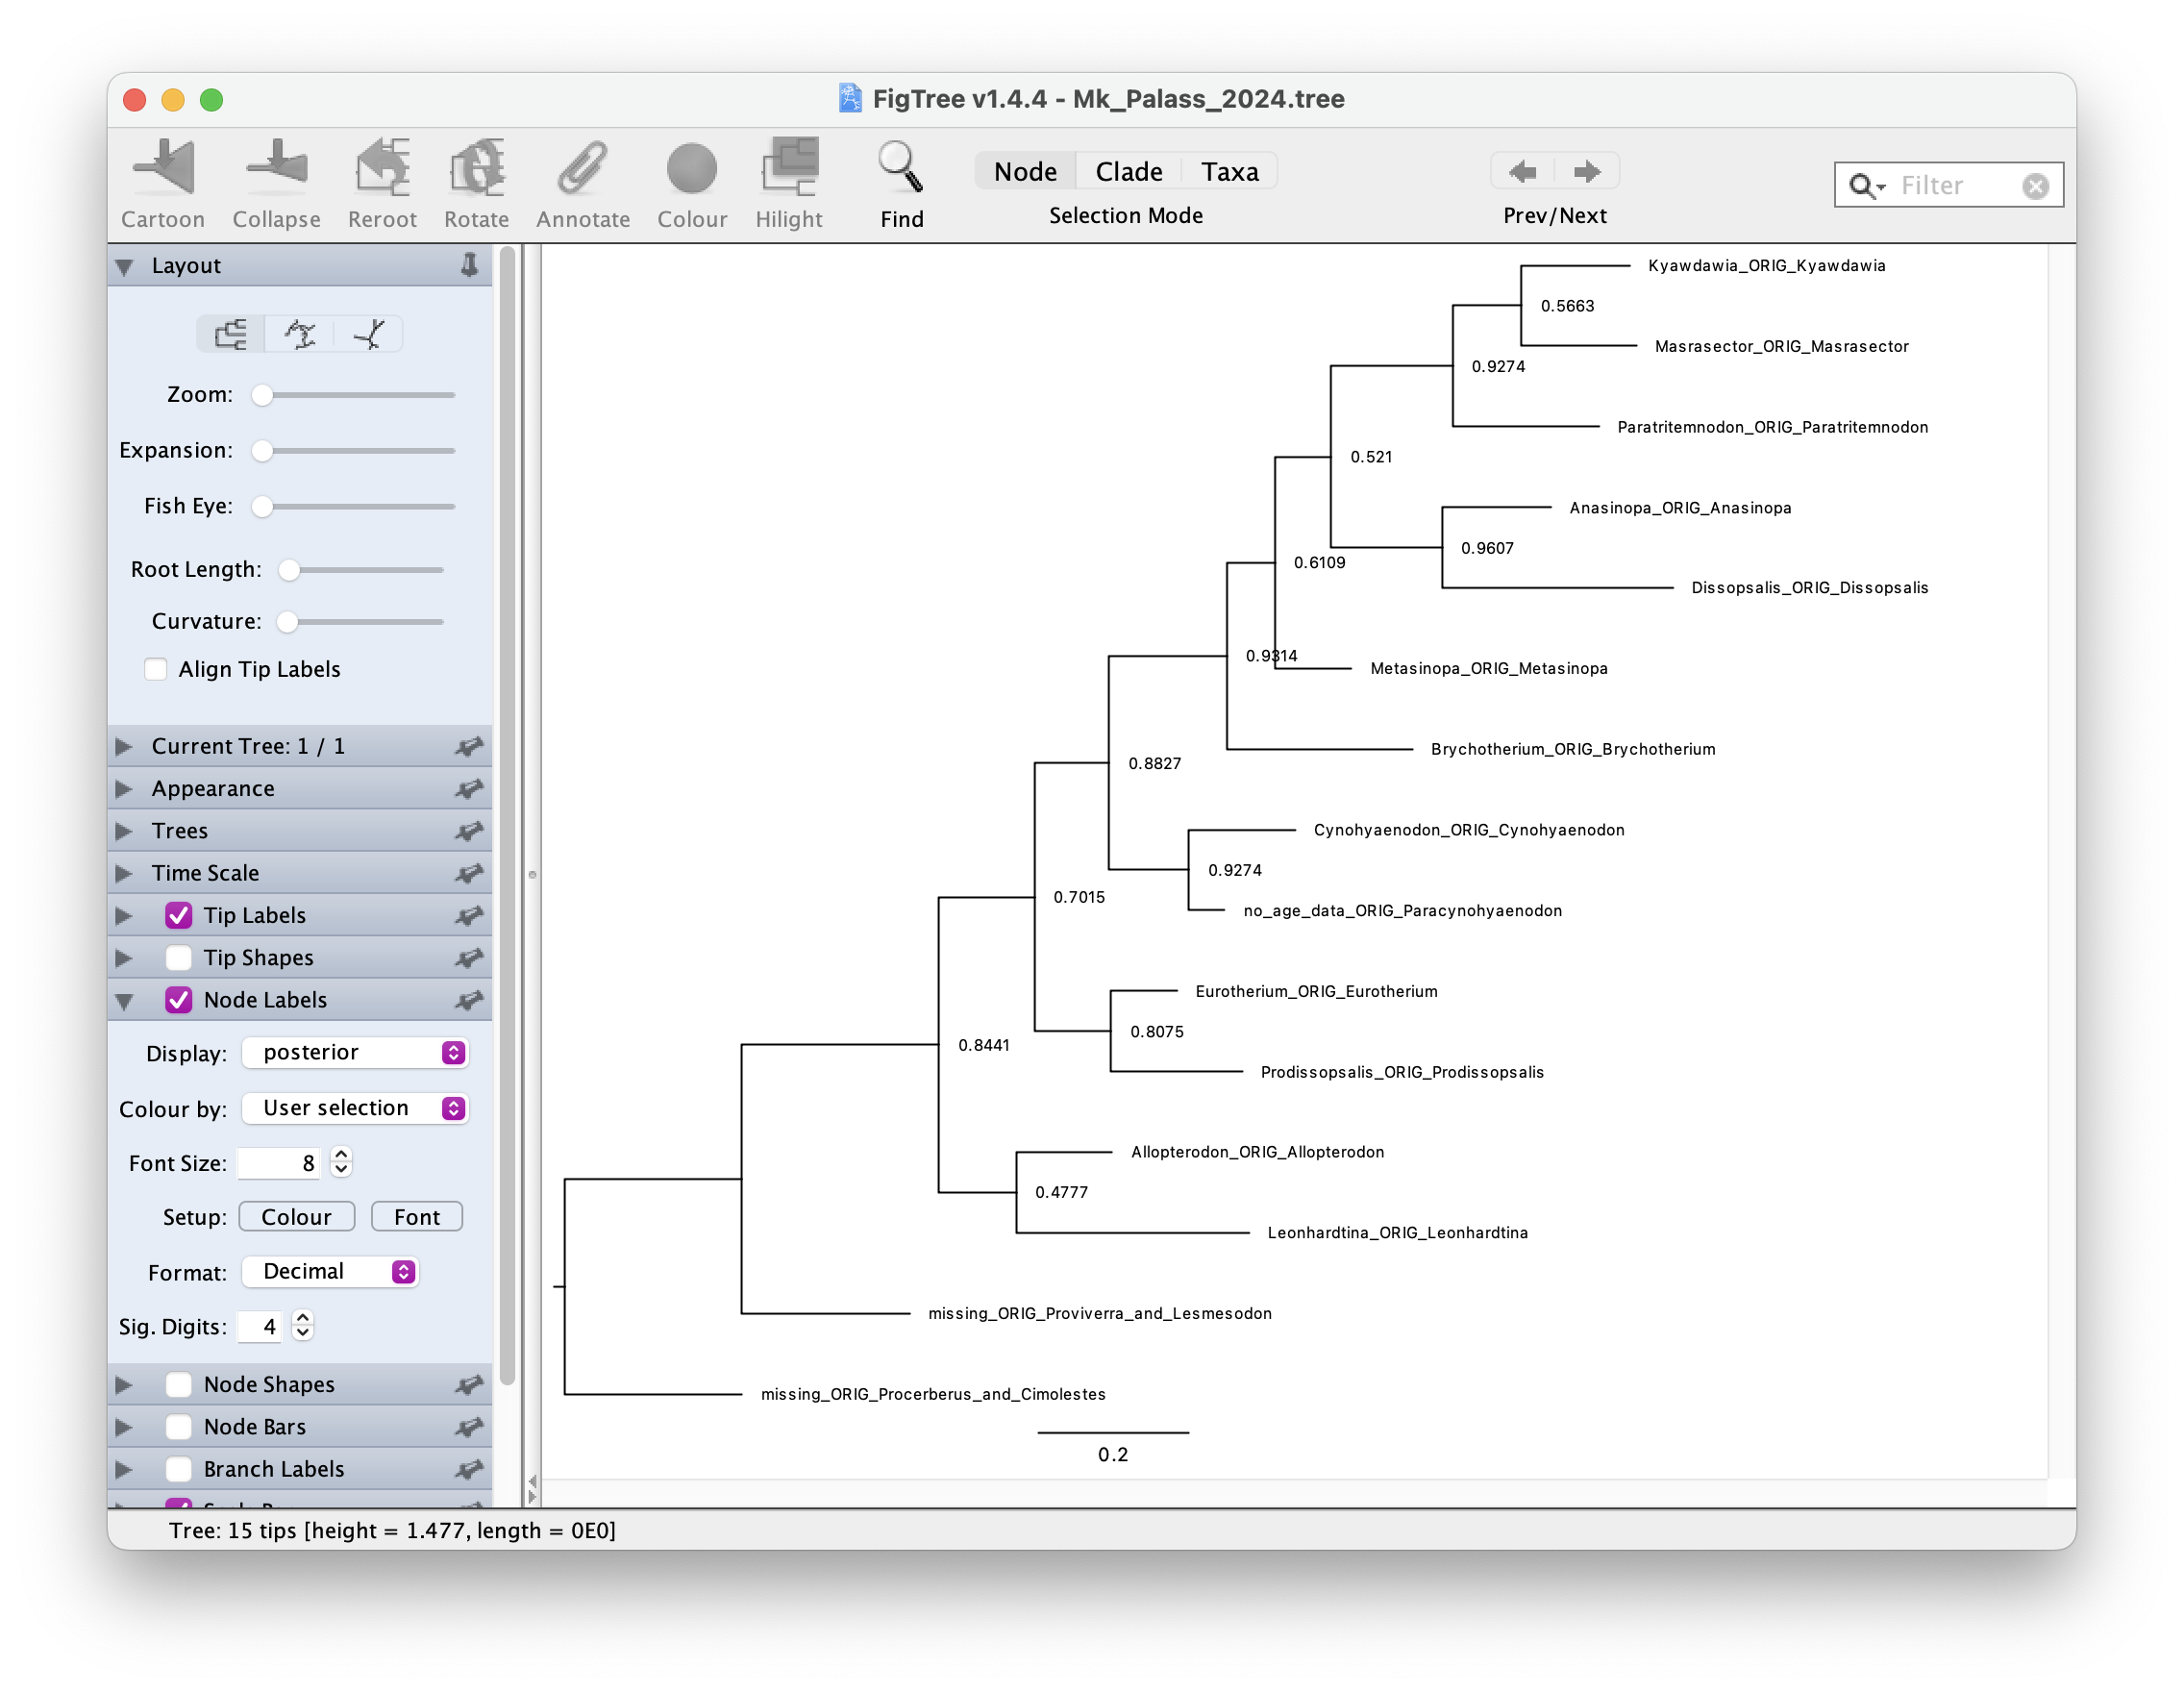 FigTree v1.4.4 - Mk_Palass_2024.tree
Cartoon Collapse Reroot Rotate Annotate Colour Hilight Find
Node Clade Taxa
Selection Mode
Prev/Next
Filter
Layout
Zoom:
Expansion:
Fish Eye:
Root Length:
Curvature:
Align Tip Labels
Current Tree: 1 / 1
Appearance
Trees
Time Scale
Tip Labels
Tip Shapes
Node Labels
Display: posterior
Colour by: User selection
Font Size: 8
Setup: Colour Font
Format: Decimal
Sig. Digits: 4
Node Shapes
Node Bars
Branch Labels
Kyawdawia_ORIG_Kyawdawia
0.5663
Masrasector_ORIG_Masrasector
0.9274
Paratritemnodon_ORIG_Paratritemnodon
0.521
Anasinopa_ORIG_Anasinopa
0.9607
0.6109
Dissopsalis_ORIG_Dissopsalis
0.9314
Metasinopa_ORIG_Metasinopa
Brychotherium_ORIG_Brychotherium
0.8827
Cynohyaenodon_ORIG_Cynohyaenodon
0.9274
0.7015
no_age_data_ORIG_Paracynohyaenodon
Eurotherium_ORIG_Eurotherium
0.8075
0.8441
Prodissopsalis_ORIG_Prodissopsalis
Allopterodon_ORIG_Allopterodon
0.4777
Leonhardtina_ORIG_Leonhardtina
missing_ORIG_Proviverra_and_Lesmesodon
missing_ORIG_Procerberus_and_Cimolestes
0.2
Tree: 15 tips [height = 1.477, length = 0E0]